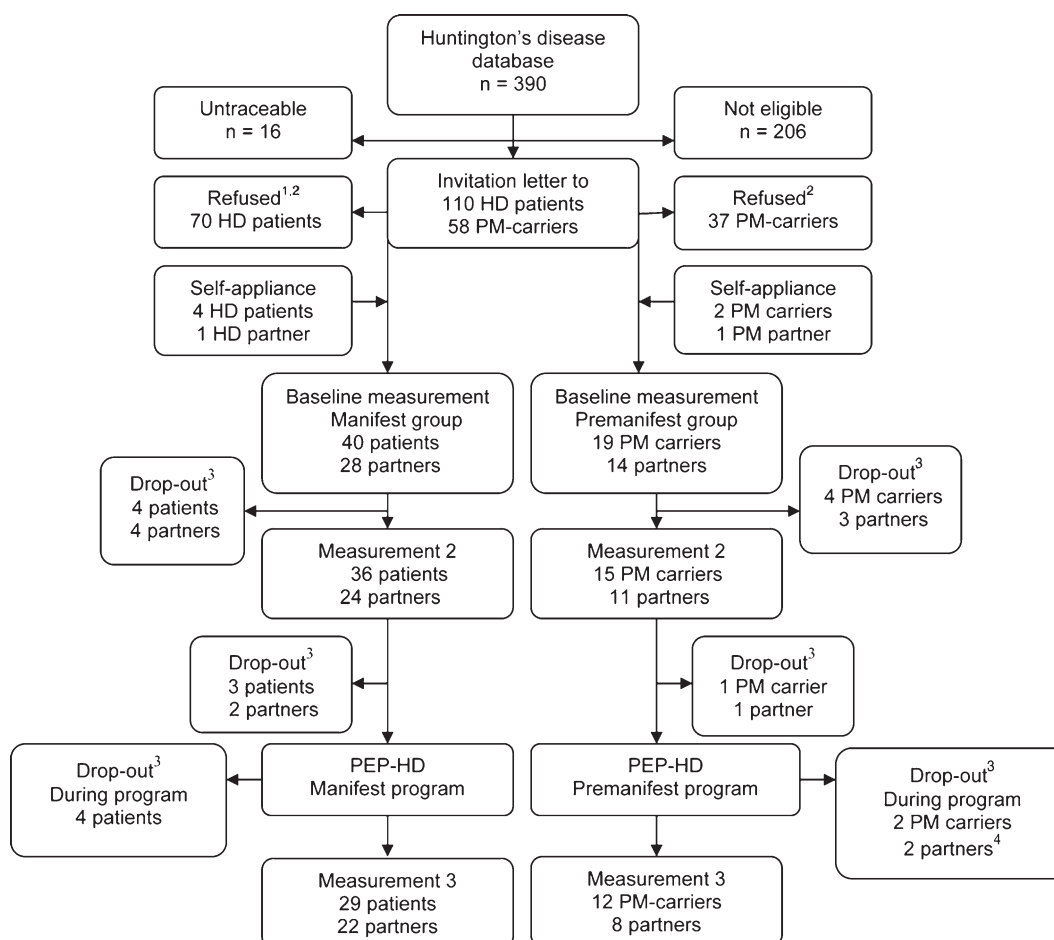 Huntington's disease
database
n = 390
Untraceable
n = 16
Not eligible
n = 206
Invitation letter to
110 HD patients
58 PM-carriers
Refused1,2
70 HD patients
Refused2
37 PM-carriers
Self-appliance
4 HD patients
1 HD partner
Self-appliance
2 PM carriers
1 PM partner
Baseline measurement
Manifest group
40 patients
28 partners
Baseline measurement
Premanifest group
19 PM carriers
14 partners
Drop-out3
4 patients
4 partners
Drop-out3
4 PM carriers
3 partners
Measurement 2
36 patients
24 partners
Measurement 2
15 PM carriers
11 partners
Drop-out3
3 patients
2 partners
Drop-out3
1 PM carrier
1 partner
PEP-HD
Manifest program
PEP-HD
Premanifest program
Drop-out3
During program
4 patients
Drop-out3
During program
2 PM carriers
2 partners4
Measurement 3
29 patients
22 partners
Measurement 3
12 PM-carriers
8 partners